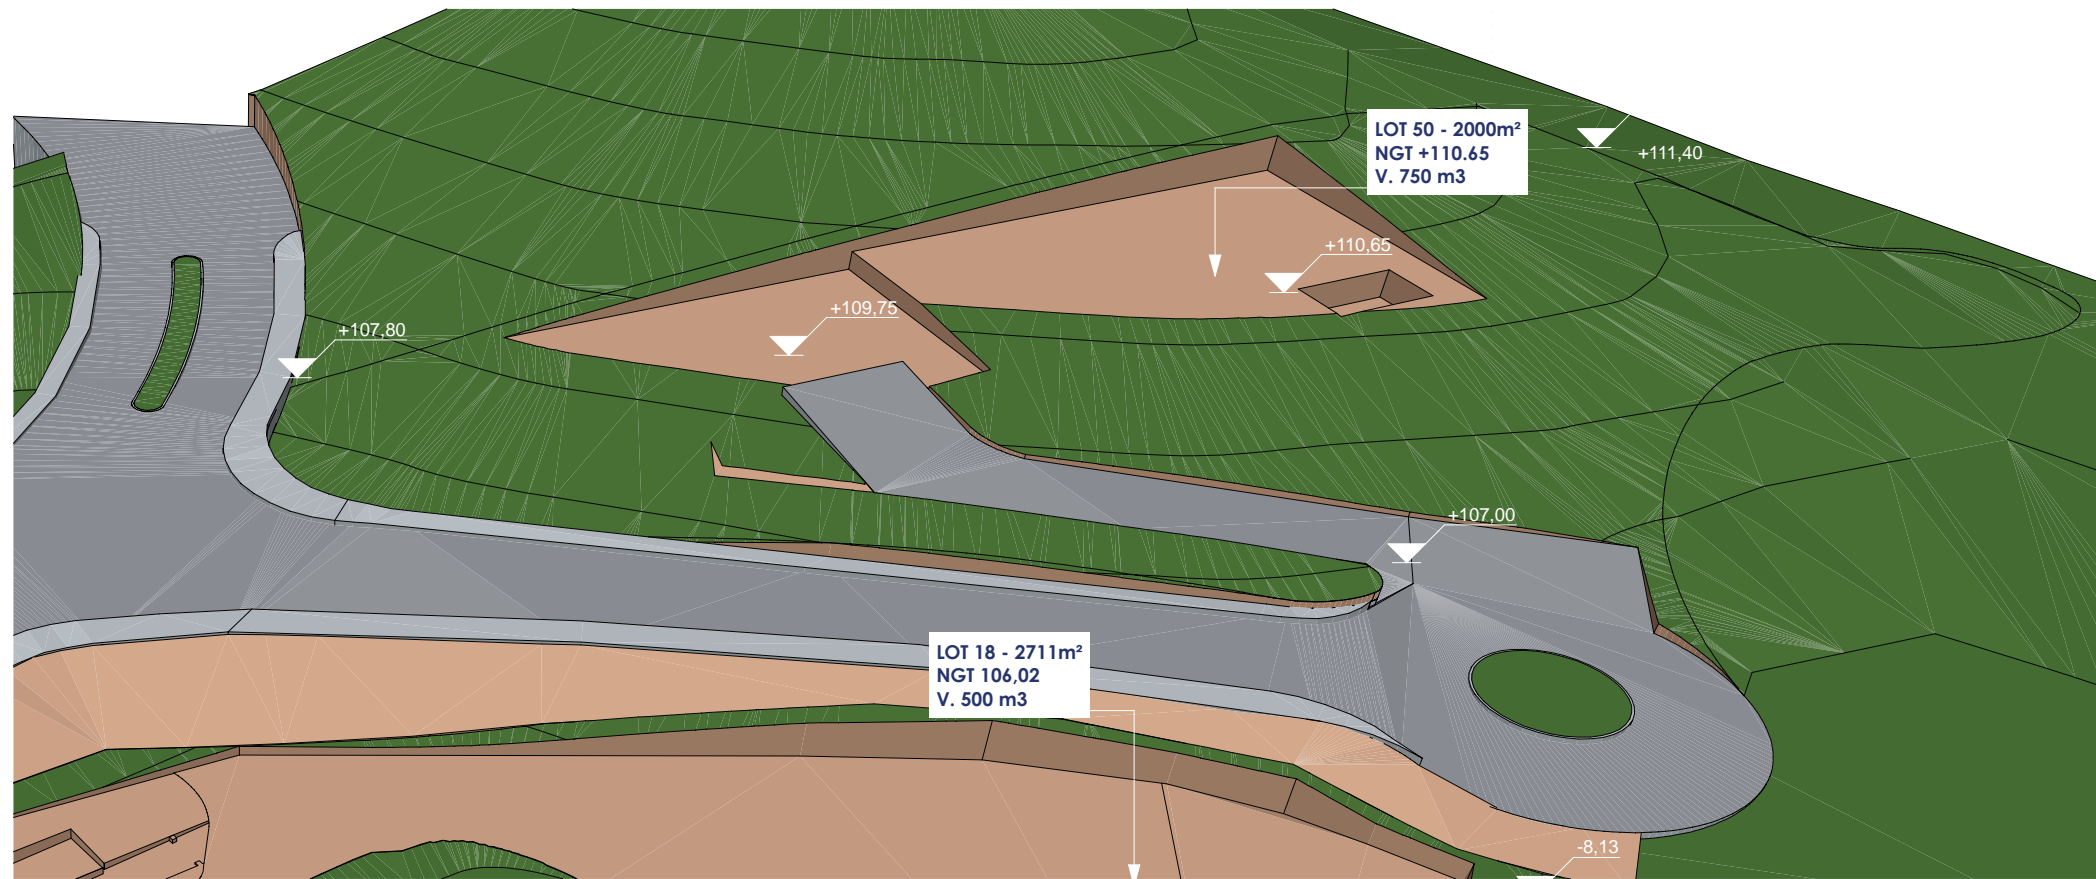 LOT 50 - 2000m²
NGT +110.65
V. 750 m3
+111,40
+110,65
+109,75
+107,80
+107,00
LOT 18 - 2711m²
NGT 106,02
V. 500 m3
-8,13